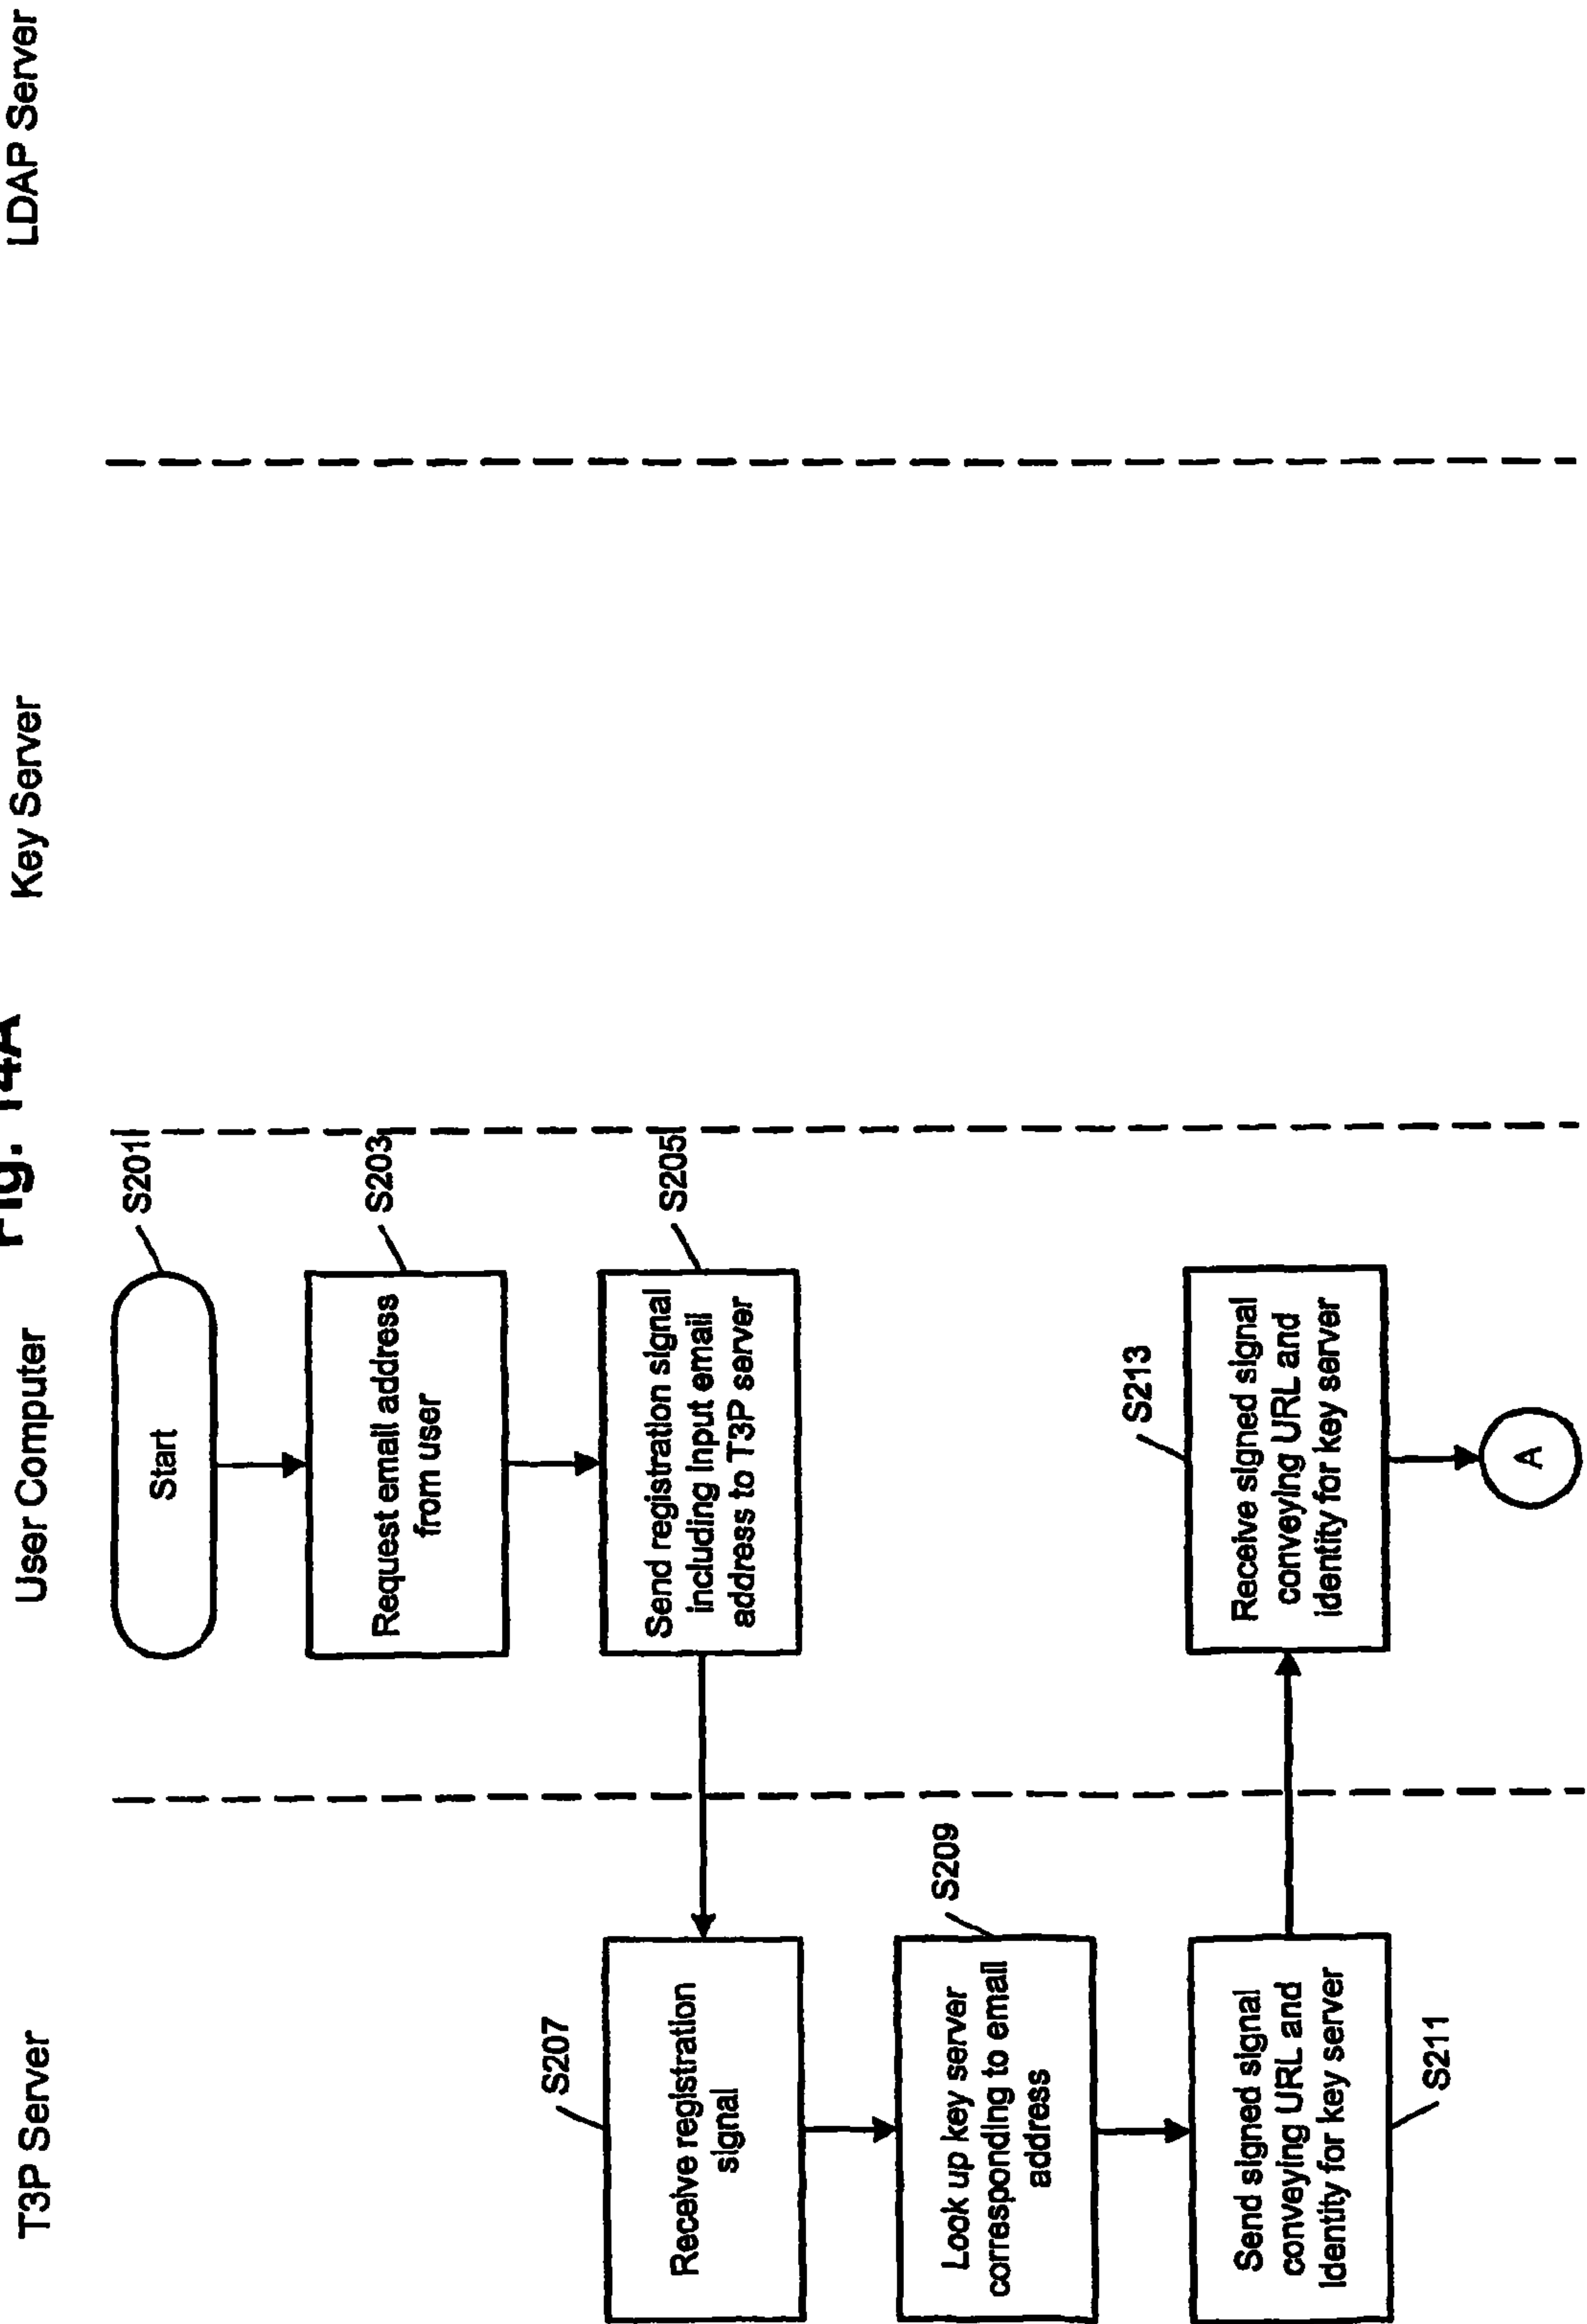 Fig. 14A
T3P Server
User Computer
Key Server
LDAP Server
Start
S201
Request email address
from user
S203
Send registration signal
including input email
address to T3P server
S205
S207
Receive registration
signal
S209
Look up key server
corresponding to email
address
Send signed signal
conveying URL and
identity for key server
S211
S213
Receive signed signal
conveying URL and
identity for key server
A